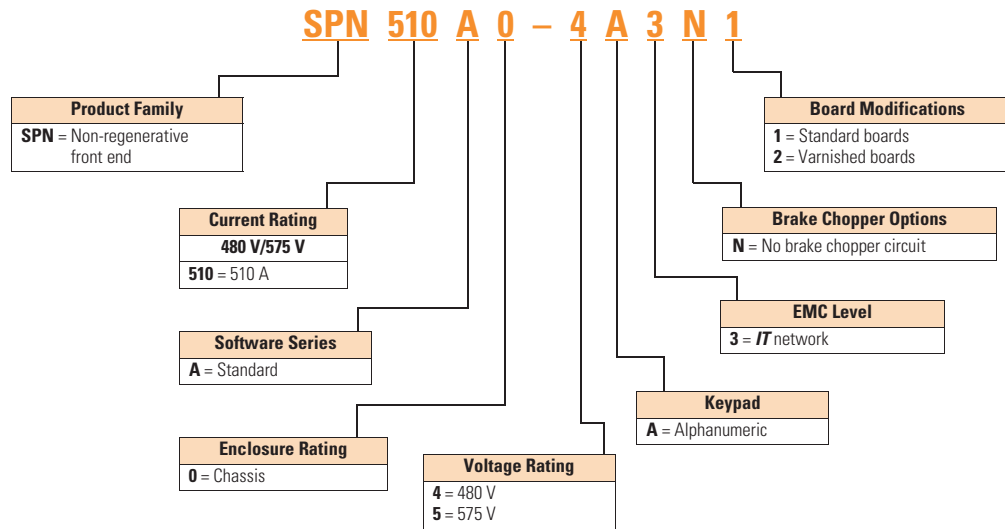 SPN 510 A 0 – 4 A 3 N 1
Product Family
SPN = Non-regenerative
front end
Current Rating
480 V/575 V
510 = 510 A
Software Series
A = Standard
Enclosure Rating
0 = Chassis
Voltage Rating
4 = 480 V
5 = 575 V
Keypad
A = Alphanumeric
EMC Level
3 = IT network
Brake Chopper Options
N = No brake chopper circuit
Board Modifications
1 = Standard boards
2 = Varnished boards